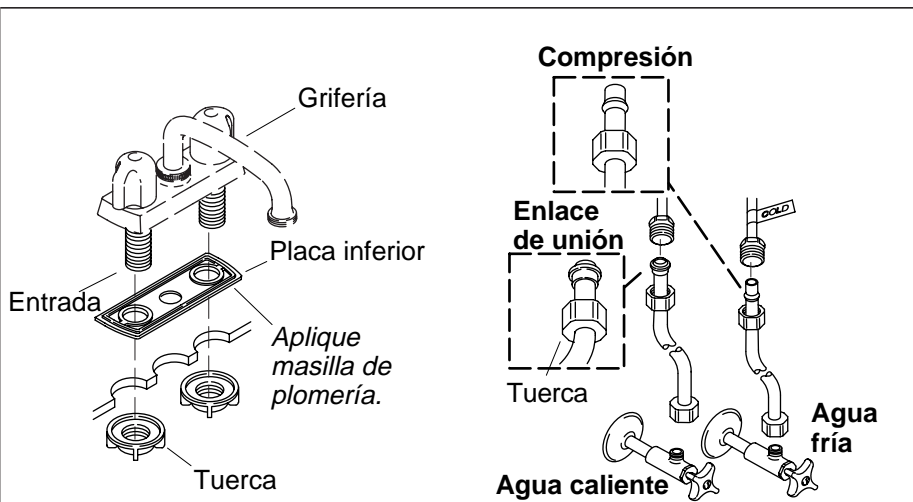 Grifería
Placa inferior
Entrada
Aplique
masilla de
plomería.
Tuerca
Compresión
Enlace
de unión
COLD
Tuerca
Agua
fría
Agua caliente